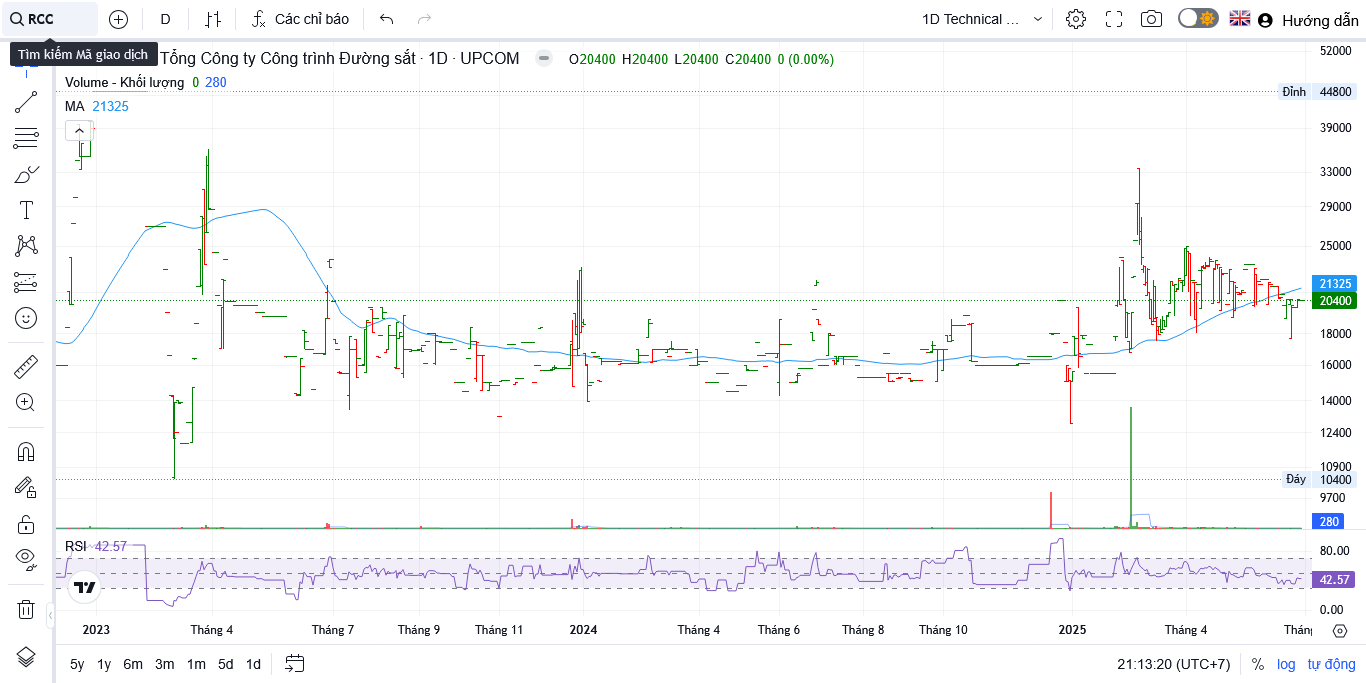 RCC
D
Các chỉ báo
1D Technical ...
Hướng dẫn
Tìm kiếm Mã giao dịch
Tổng Công ty Công trình Đường sắt · 1D · UPCOM
O20400 H20400 L20400 C20400 0 (0.00%)
Volume - Khối lượng 0 280
MA 21325
52000
Đỉnh 44800
39000
33000
29000
25000
21325
20400
18000
16000
14000
12400
10900
Đáy 10400
9700
280
RSI 42.57
80.00
42.57
0.00
2023 Tháng 4 Tháng 7 Tháng 9 Tháng 11 2024 Tháng 4 Tháng 6 Tháng 8 Tháng 10 2025 Tháng 4
5y 1y 6m 3m 1m 5d 1d
21:13:20 (UTC+7) % log tự động